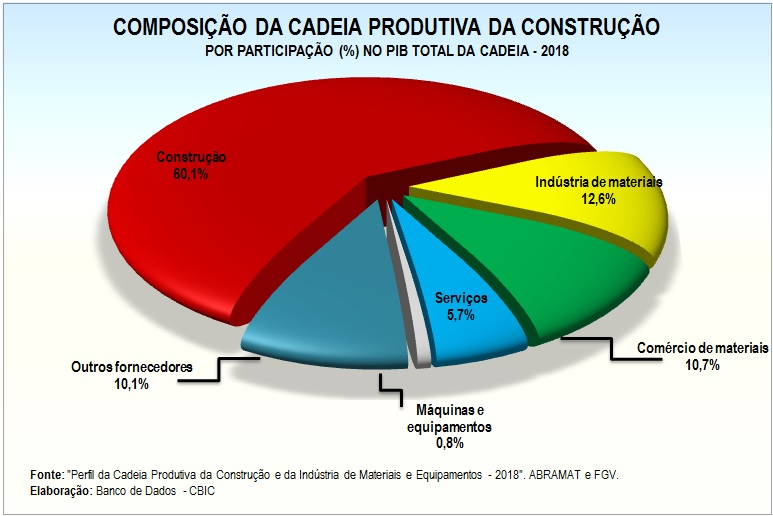 COMPOSIÇÃO DA CADEIA PRODUTIVA DA CONSTRUÇÃO
POR PARTICIPAÇÃO (%) NO PIB TOTAL DA CADEIA - 2018
Construção
60,1%
Indústria de materiais
12,6%
Serviços
5,7%
Comércio de materiais
10,7%
Outros fornecedores
10,1%
Máquinas e
equipamentos
0,8%
Fonte: "Perfil da Cadeia Produtiva da Construção e da Indústria de Materiais e Equipamentos - 2018". ABRAMAT e FGV.
Elaboração: Banco de Dados - CBIC